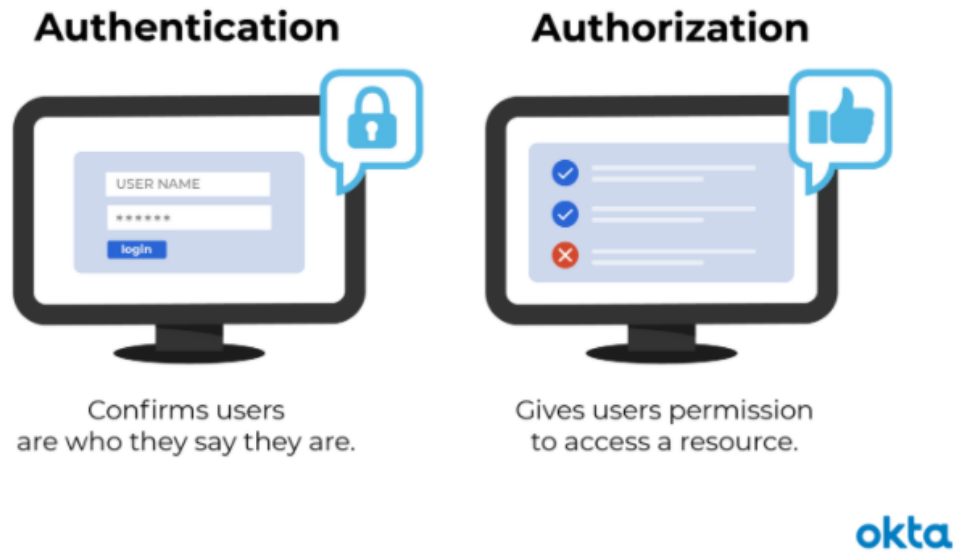 Authentication
USER NAME
******
login
Confirms users
are who they say they are.
Authorization
Gives users permission
to access a resource.
okta